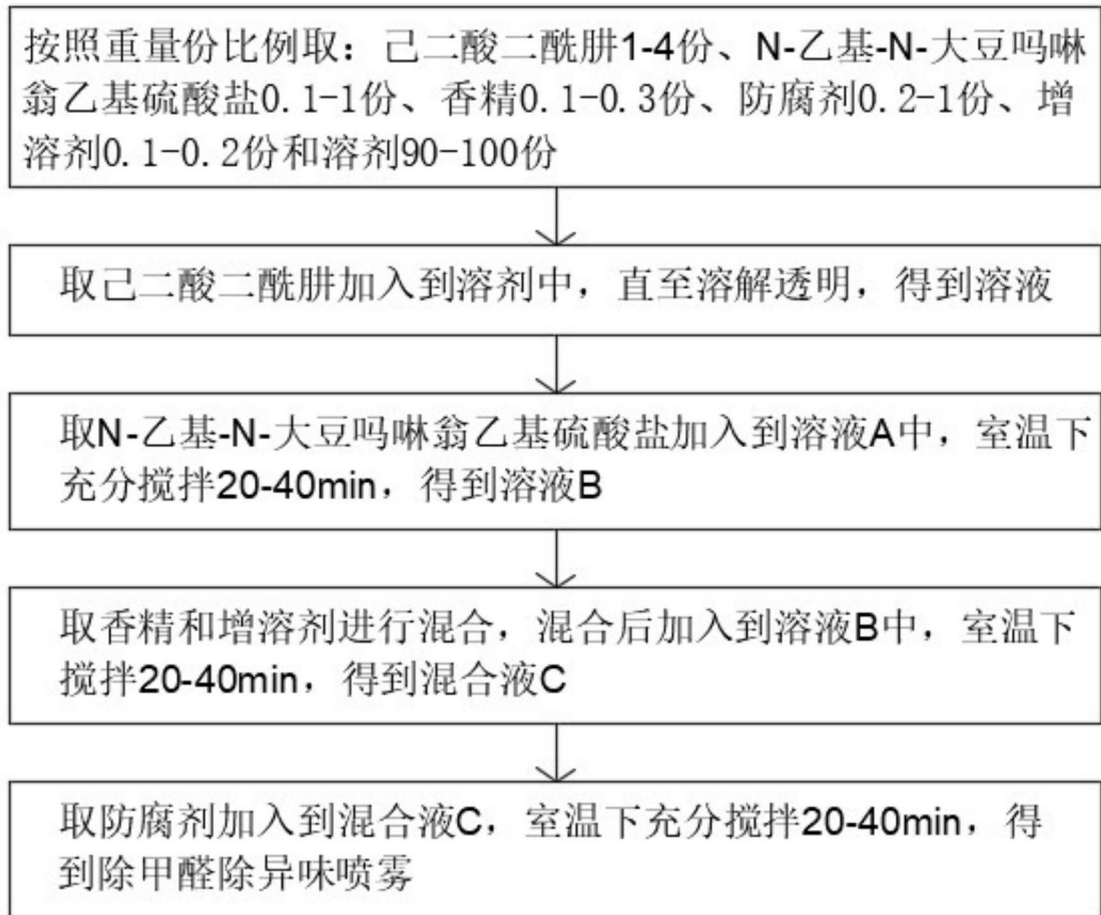 按照重量份比例取：己二酸二酰肼1-4份、N-乙基-N-大豆吗啉
翁乙基硫酸盐0.1-1份、香精0.1-0.3份、防腐剂0.2-1份、增
溶剂0.1-0.2份和溶剂90-100份
取己二酸二酰肼加入到溶剂中，直至溶解透明，得到溶液
取N-乙基-N-大豆吗啉翁乙基硫酸盐加入到溶液A中，室温下
充分搅拌20-40min，得到溶液B
取香精和增溶剂进行混合，混合后加入到溶液B中，室温下
搅拌20-40min，得到混合液C
取防腐剂加入到混合液C，室温下充分搅拌20-40min，得
到除甲醛除异味喷雾